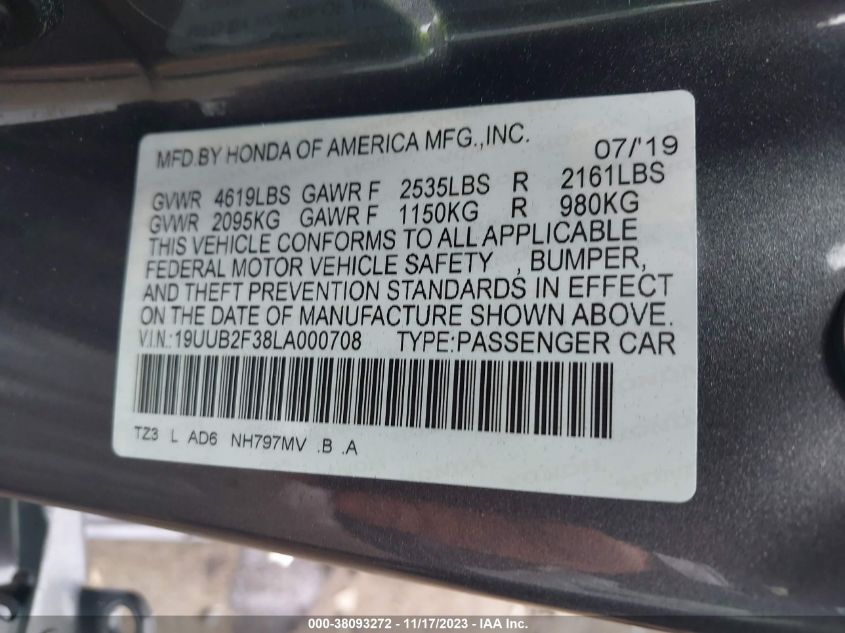 MFD.BY HONDA OF AMERICA MFG.,INC. 07/'19
GVWR 4619LBS GAWR F 2535LBS R 2161LBS
GVWR 2095KG GAWR F 1150KG R 980KG
THIS VEHICLE CONFORMS TO ALL APPLICABLE
FEDERAL MOTOR VEHICLE SAFETY , BUMPER,
AND THEFT PREVENTION STANDARDS IN EFFECT
ON THE DATE OF MANUFACTURE SHOWN ABOVE.
V.I.N.:19UUB2F38LA000708 TYPE:PASSENGER CAR
TZ3 L AD6 NH797MV .B .A
000-38093272 - 11/17/2023 - © IAA Inc.